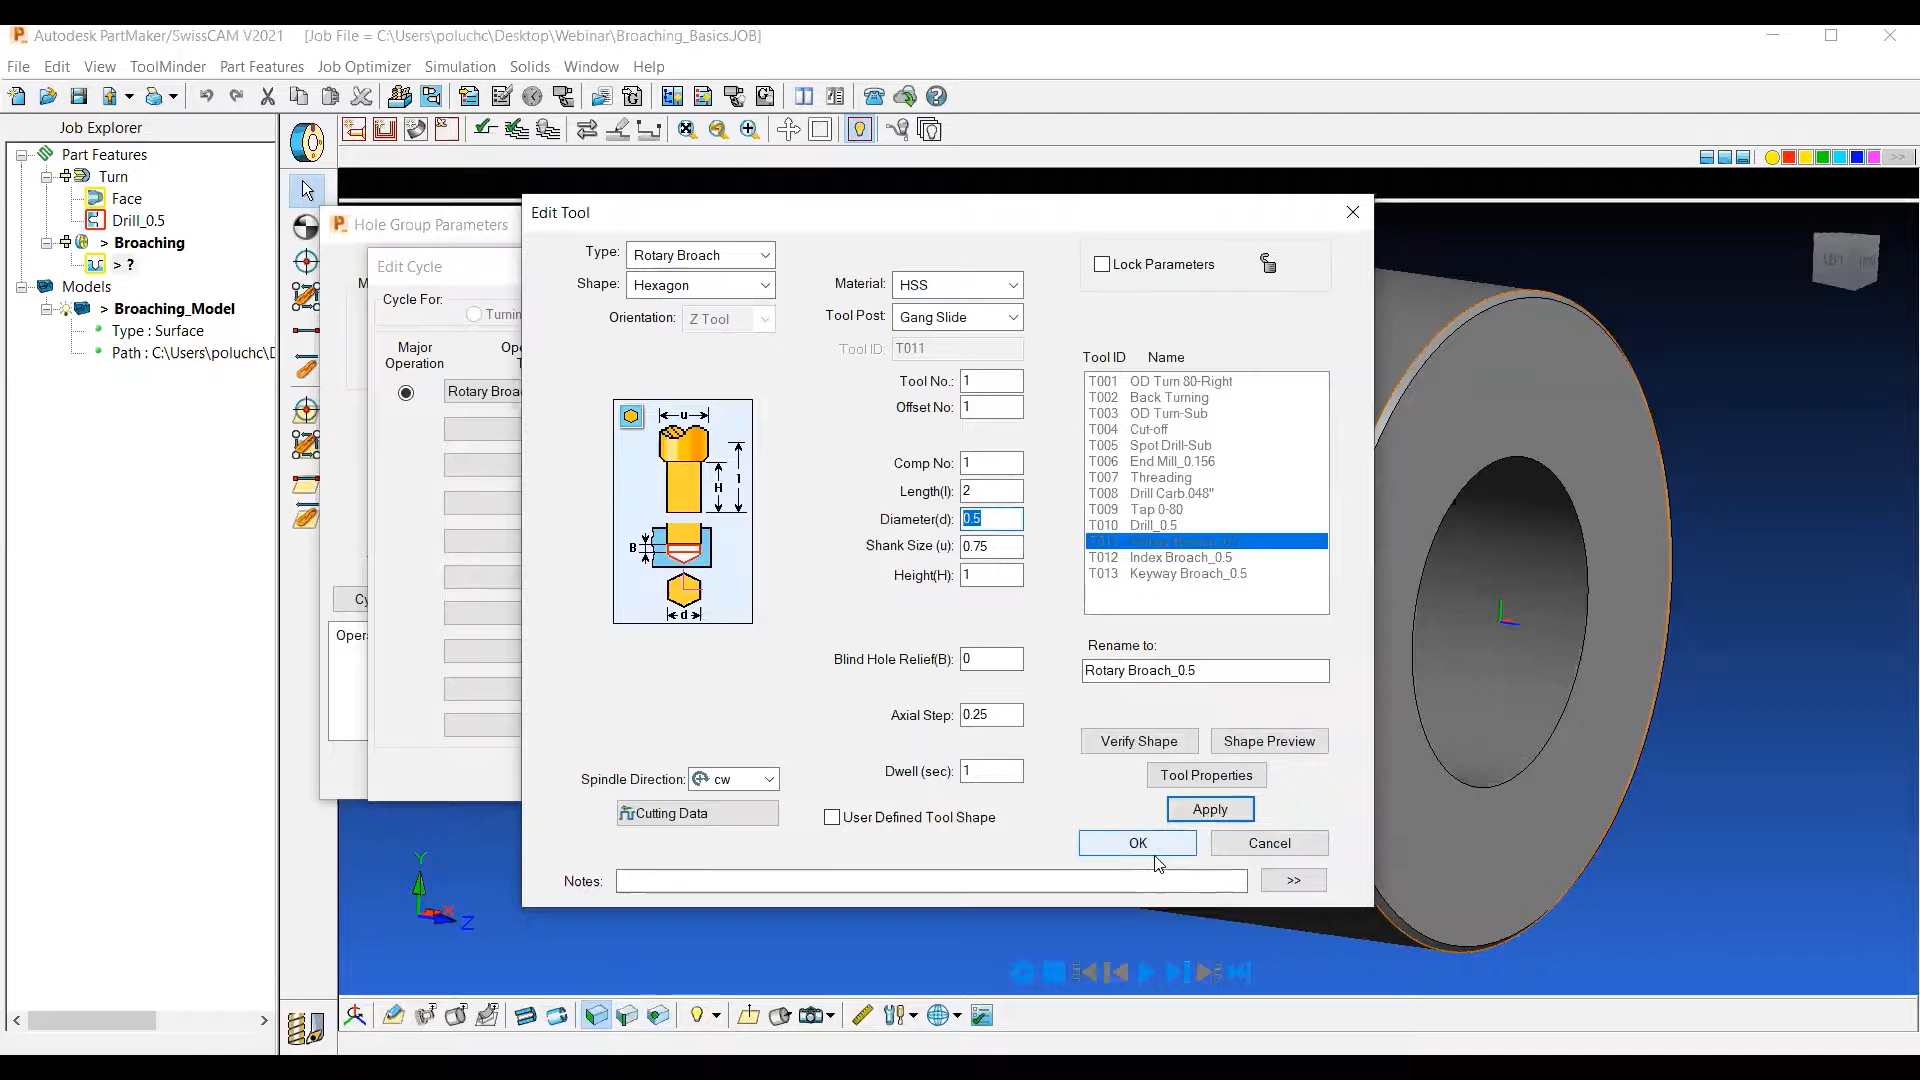 Autodesk PartMaker/SwissCAM V2021 [Job File = C:\Users\poluchc\Desktop\Webinar\Broaching_Basics.JOB]
File Edit View ToolMinder Part Features Job Optimizer Simulation Solids Window Help
Job Explorer
Part Features
Turn
Face
Drill_0.5
> Broaching
> ?
Models
> Broaching_Model
Type : Surface
Path : C:\Users\poluchc\D
Hole Group Parameters
M
Cy
Opera
Edit Cycle
Cycle For:
Turnin
Major
Operation
Ope
T
Rotary Broac
Edit Tool
Type: Rotary Broach
Shape: Hexagon
Orientation: Z Tool
Material: HSS
Tool Post: Gang Slide
Tool ID: T011
Tool No.: 1
Offset No: 1
Comp No: 1
Length(l): 2
Diameter(d): 0.5
Shank Size (u): 0.75
Height(H): 1
Blind Hole Relief(B): 0
Axial Step: 0.25
Dwell (sec): 1
u
H
l
B
d
Spindle Direction: cw
Cutting Data
User Defined Tool Shape
Notes:
Lock Parameters
Tool ID Name
T001 OD Turn 80-Right
T002 Back Turning
T003 OD Turn-Sub
T004 Cut-off
T005 Spot Drill-Sub
T006 End Mill_0.156
T007 Threading
T008 Drill Carb.048"
T009 Tap 0-80
T010 Drill_0.5
T011 Rotary Broach_0.5
T012 Index Broach_0.5
T013 Keyway Broach_0.5
Rename to:
Rotary Broach_0.5
Verify Shape Shape Preview
Tool Properties
Apply
OK Cancel
>>
>>
LEFT
Y
X
Z